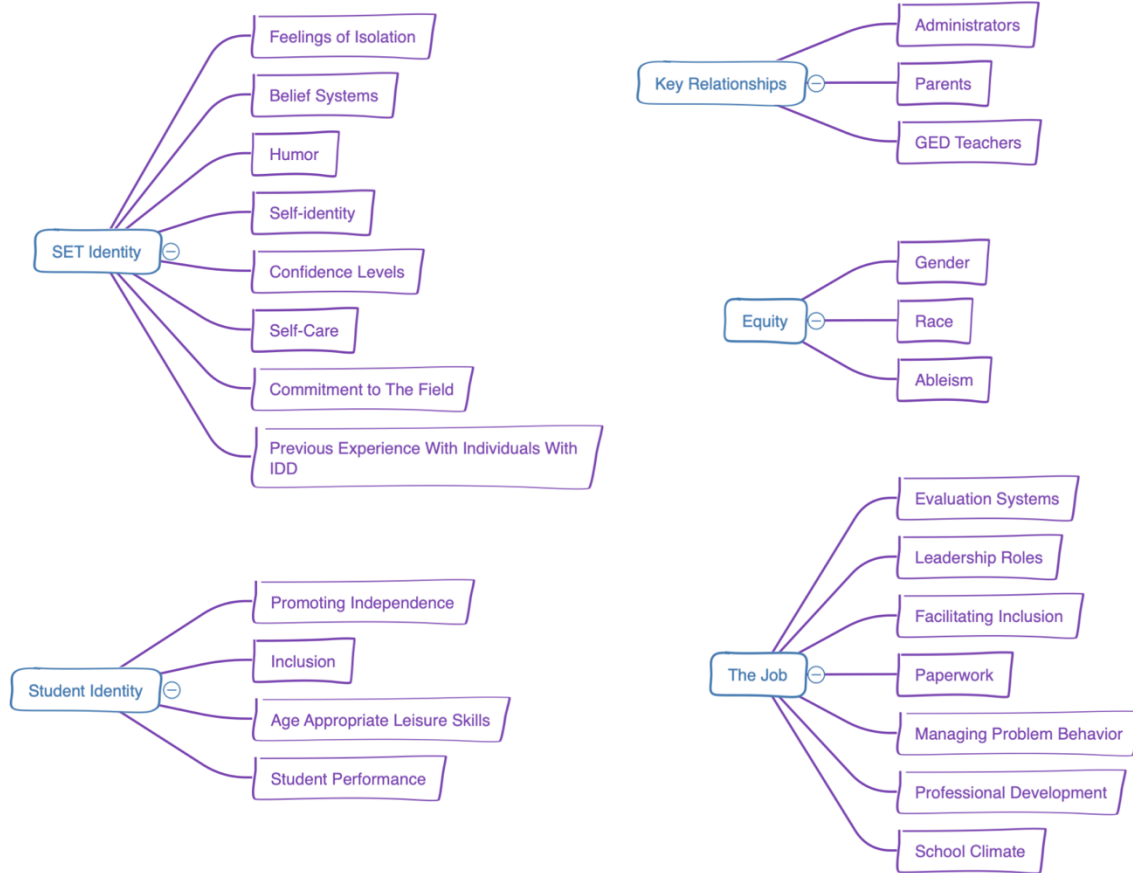 SET Identity
Feelings of Isolation
Belief Systems
Humor
Self-identity
Confidence Levels
Self-Care
Commitment to The Field
Previous Experience With Individuals With
IDD
Student Identity
Promoting Independence
Inclusion
Age Appropriate Leisure Skills
Student Performance
Key Relationships
Administrators
Parents
GED Teachers
Equity
Gender
Race
Ableism
The Job
Evaluation Systems
Leadership Roles
Facilitating Inclusion
Paperwork
Managing Problem Behavior
Professional Development
School Climate